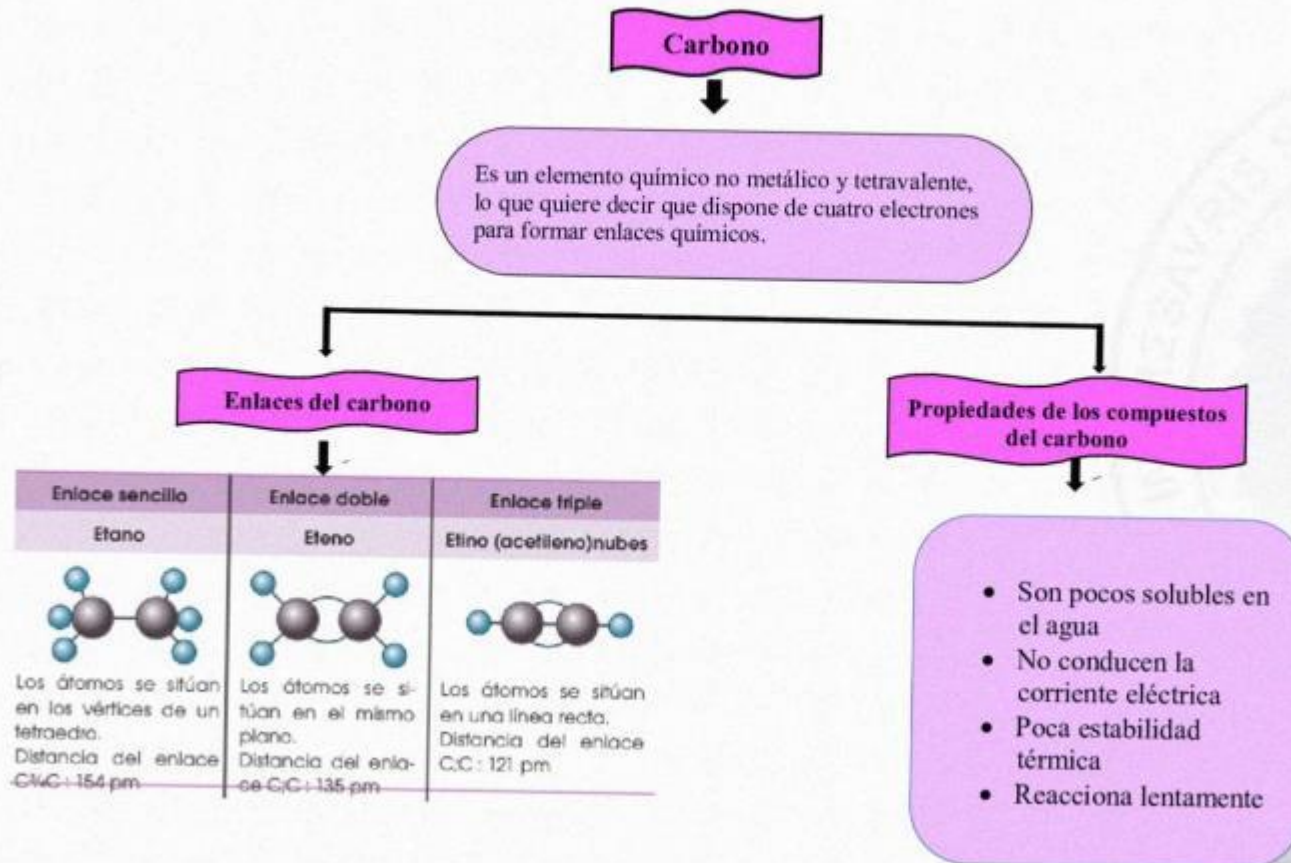 Carbono
Es un elemento químico no metálico y tetravalente,
lo que quiere decir que dispone de cuatro electrones
para formar enlaces químicos.
Enlaces del carbono
Enlace sencillo
Etano
Los átomos se sitúan
en los vértices de un
tetraedro.
Distancia del enlace
C¾C : 154 pm
Enlace doble
Eteno
Los átomos se si-
túan en el mismo
plano.
Distancia del enla-
ce C;C : 135 pm
Enlace triple
Etino (acetileno)nubes
Los átomos se sitúan
en una línea recta.
Distancia del enlace
C;C : 121 pm
Propiedades de los compuestos
del carbono
• Son pocos solubles en
el agua
• No conducen la
corriente eléctrica
• Poca estabilidad
térmica
• Reacciona lentamente